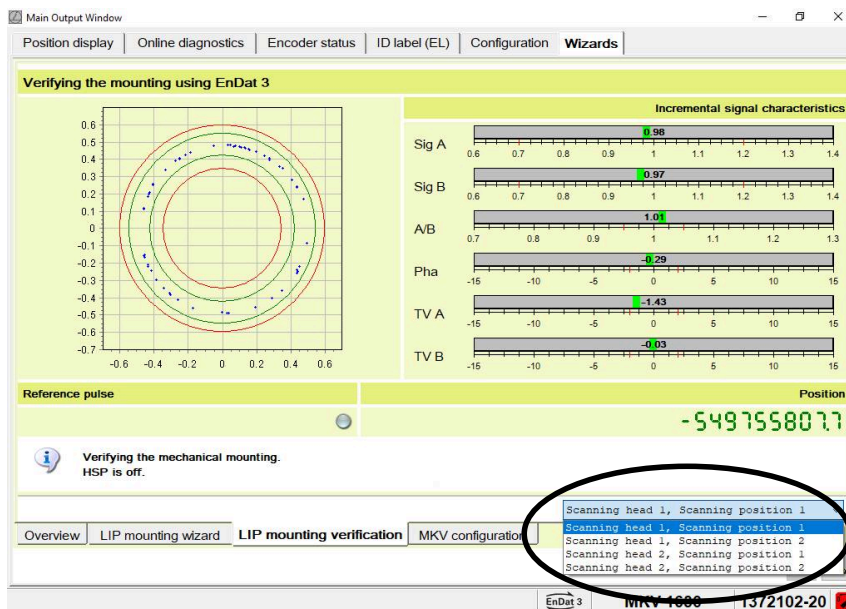 Main Output Window
Position display Online diagnostics Encoder status ID label (EL) Configuration Wizards
Verifying the mounting using EnDat 3
Incremental signal characteristics
0.6
0.5
0.4
0.3
0.2
0.1
0
-0.1
-0.2
-0.3
-0.4
-0.5
-0.6
-0.7
-0.6 -0.4 -0.2 0 0.2 0.4 0.6
Sig A 0.98
0.6 0.7 0.8 0.9 1 1.1 1.2 1.3 1.4
Sig B 0.97
0.6 0.7 0.8 0.9 1 1.1 1.2 1.3 1.4
A/B 1.01
0.7 0.8 0.9 1 1.1 1.2 1.3
Pha -0.29
-15 -10 -5 0 5 10 15
TV A -1.43
-15 -10 -5 0 5 10 15
TV B -0.03
-15 -10 -5 0 5 10 15
Reference pulse Position
-549755807.7
Verifying the mechanical mounting.
HSP is off.
Scanning head 1, Scanning position 1
Scanning head 1, Scanning position 1
Scanning head 1, Scanning position 2
Scanning head 2, Scanning position 1
Scanning head 2, Scanning position 2
Overview LIP mounting wizard LIP mounting verification MKV configuration
EnDat 3 MKV 1372102-20